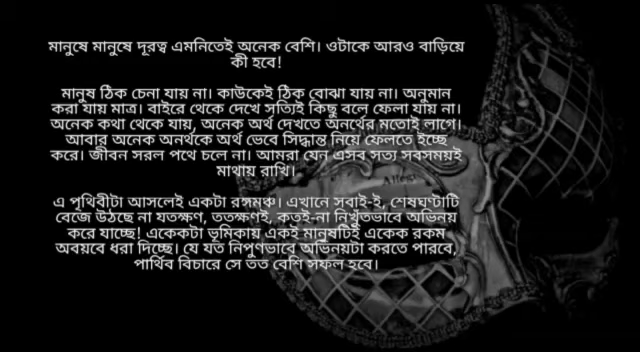 মানুষে মানুষে দূরত্ব এমনিতেই অনেক বেশি। ওটাকে আরও বাড়িয়ে
কী হবে!
মানুষ ঠিক চেনা যায় না। কাউকেই ঠিক বোঝা যায় না। অনুমান
করা যায় মাত্র। বাইরে থেকে দেখে সত্যিই কিছু বলে ফেলা যায় না।
অনেক কথা থেকে যায়, অনেক অর্থ দেখতে অনর্থের মতোই লাগে।
আবার অনেক অনর্থকে অর্থ ভেবে সিদ্ধান্ত নিয়ে ফেলতে ইচ্ছে
করে। জীবন সরল পথে চলে না। আমরা যেন এসব সত্য সবসময়ই
মাথায় রাখি।
এ পৃথিবীটা আসলেই একটা রঙ্গমঞ্চ। এখানে সবাই-ই, শেষঘণ্টাটি
বেজে উঠছে না যতক্ষণ, ততক্ষণই, কতই-না নিখুঁতভাবে অভিনয়
করে যাচ্ছে! একেকটা ভূমিকায় একই মানুষটিই একেক রকম
অবয়বে ধরা দিচ্ছে। যে যত নিপুণভাবে অভিনয়টা করতে পারবে,
পার্থিব বিচারে সে তত বেশি সফল হবে।